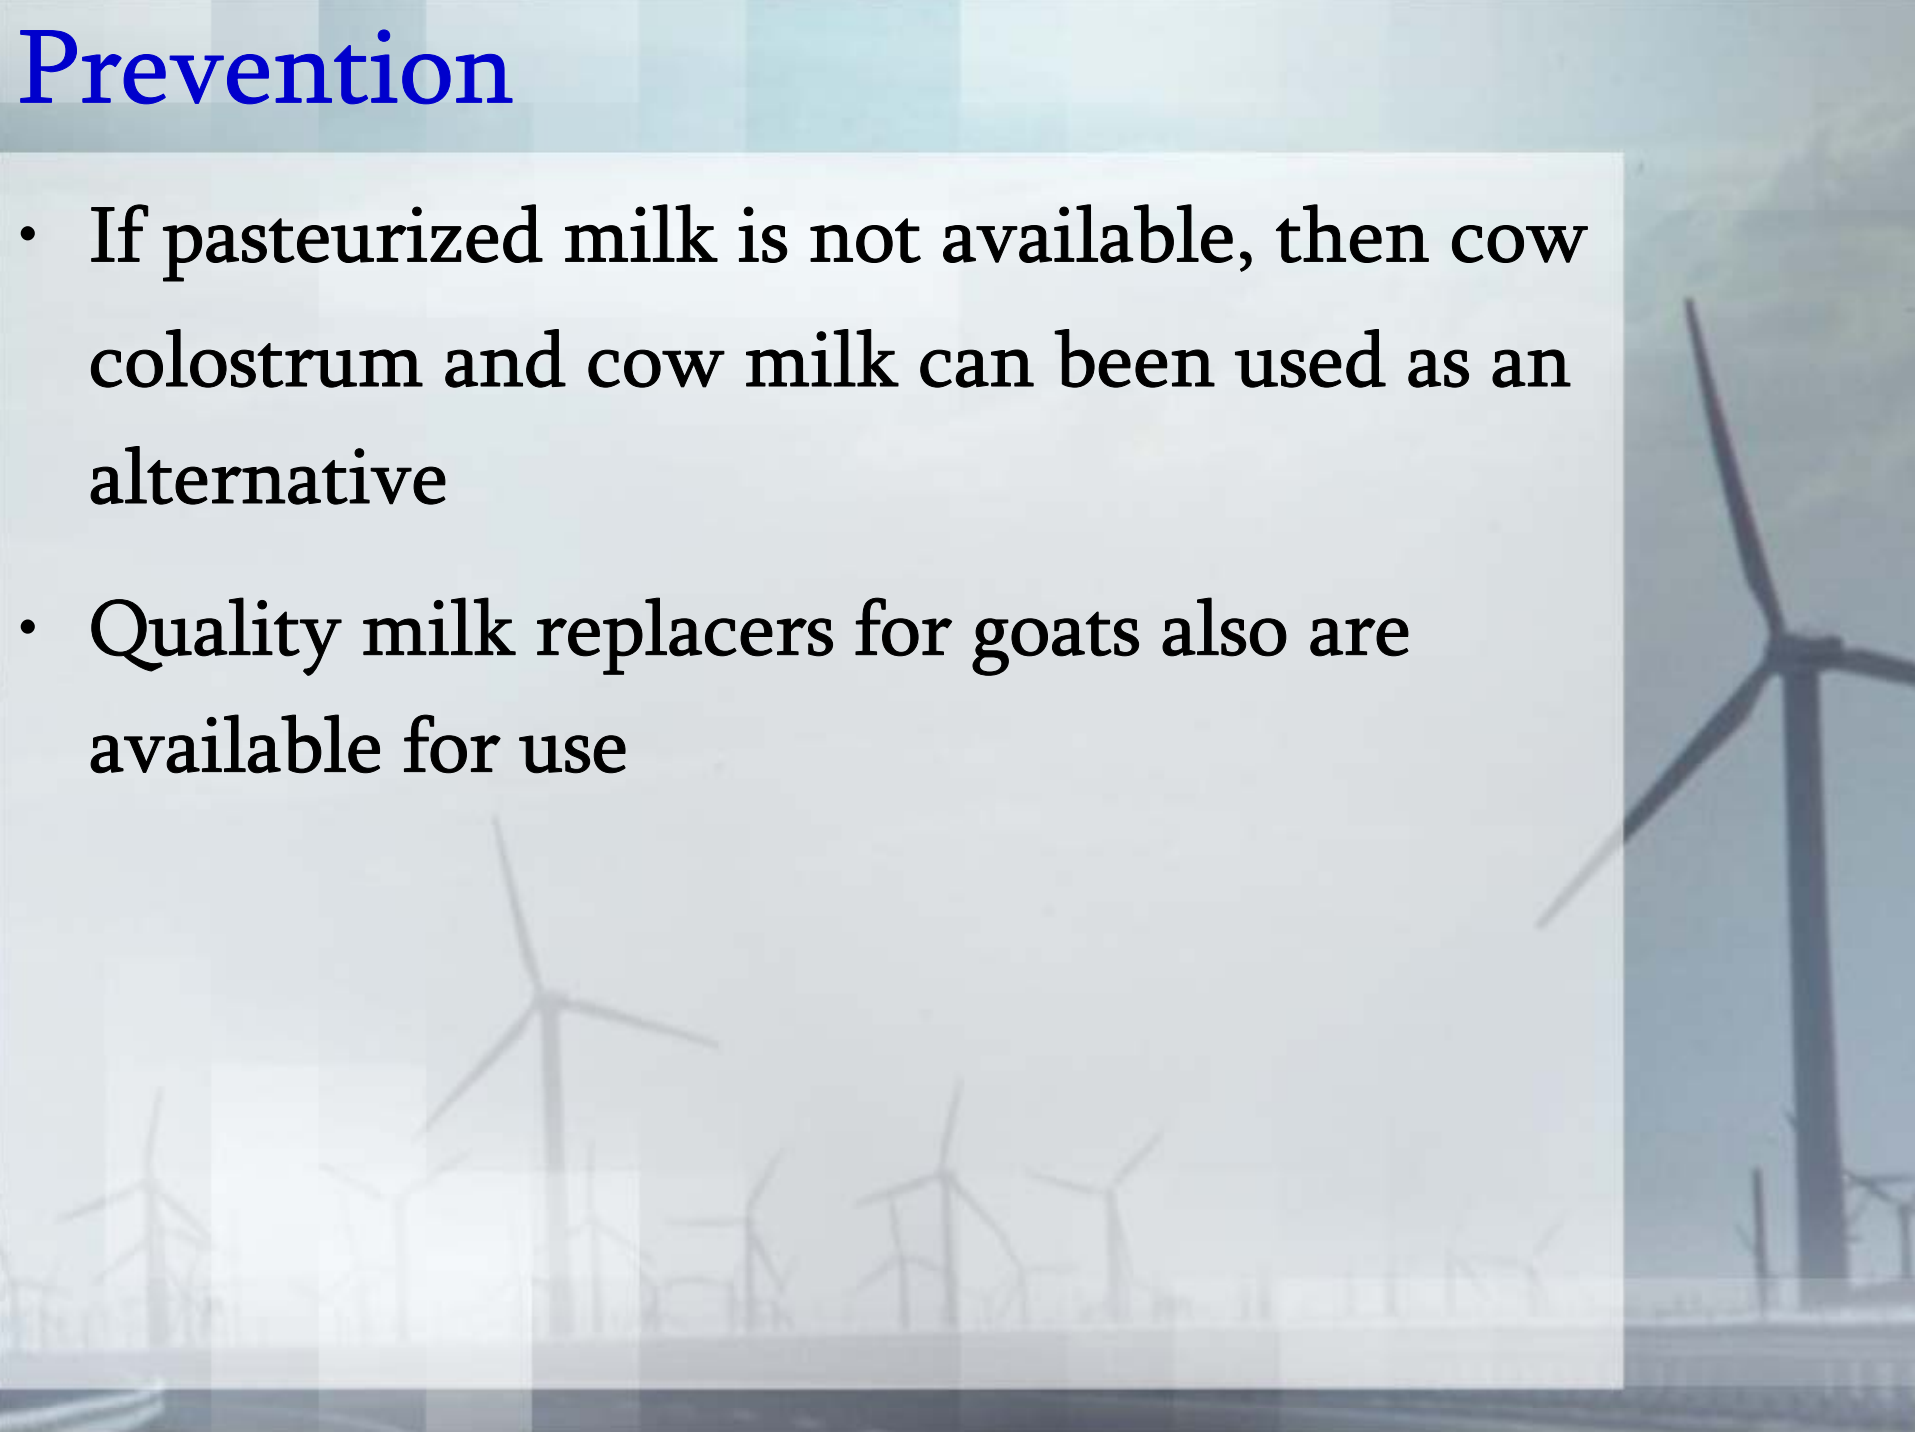 Prevention
• If pasteurized milk is not available, then cow
colostrum and cow milk can been used as an
alternative
• Quality milk replacers for goats also are
available for use